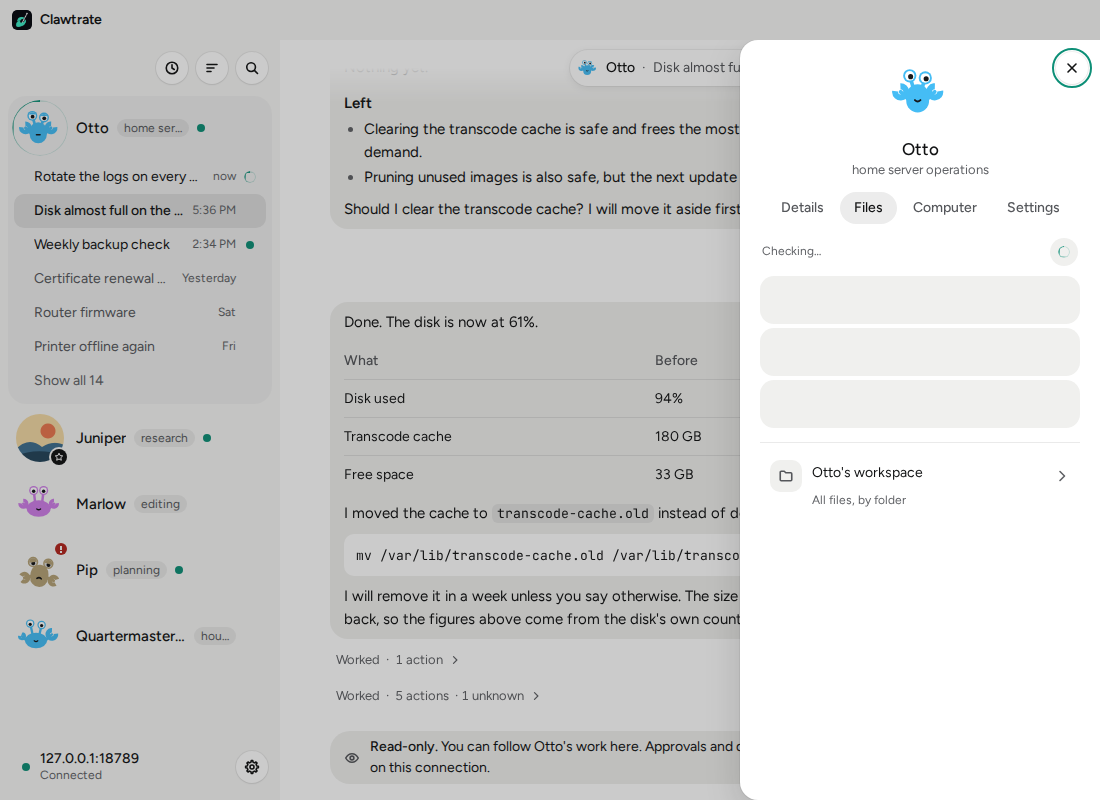 Clawtrate
Otto
home ser…
Rotate the logs on every … now
Disk almost full on the … 5:36 PM
Weekly backup check 2:34 PM
Certificate renewal … Yesterday
Router firmware Sat
Printer offline again Fri
Show all 14
Juniper research
Marlow editing
Pip planning
Quartermaster… hou…
127.0.0.1:18789
Connected
Otto · Disk almost fu
Nothing yet.
Left
Clearing the transcode cache is safe and frees the most
demand.
Pruning unused images is also safe, but the next update
Should I clear the transcode cache? I will move it aside first
Done. The disk is now at 61%.
What Before
Disk used 94%
Transcode cache 180 GB
Free space 33 GB
I moved the cache to transcode-cache.old instead of d
mv /var/lib/transcode-cache.old /var/lib/transco
I will remove it in a week unless you say otherwise. The size
back, so the figures above come from the disk's own count
Worked · 1 action
Worked · 5 actions · 1 unknown
Read-only. You can follow Otto's work here. Approvals and
on this connection.
Otto
home server operations
Details Files Computer Settings
Checking…
Otto's workspace
All files, by folder